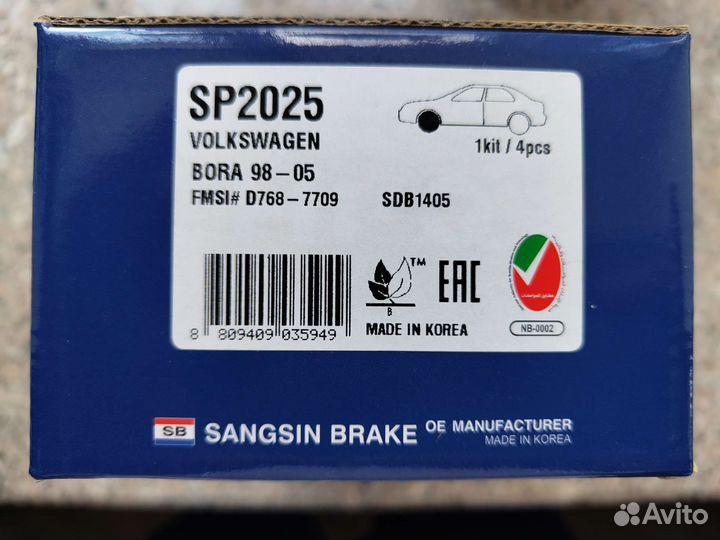 SP2025
VOLKSWAGEN
1kit / 4pcs
BORA 98-05
FMSI# D768-7709 SDB1405
TM
EAC
B
8 809409 035949
MADE IN KOREA
NB-0002
SB SANGSIN BRAKE OE MANUFACTURER
MADE IN KOREA
Avito